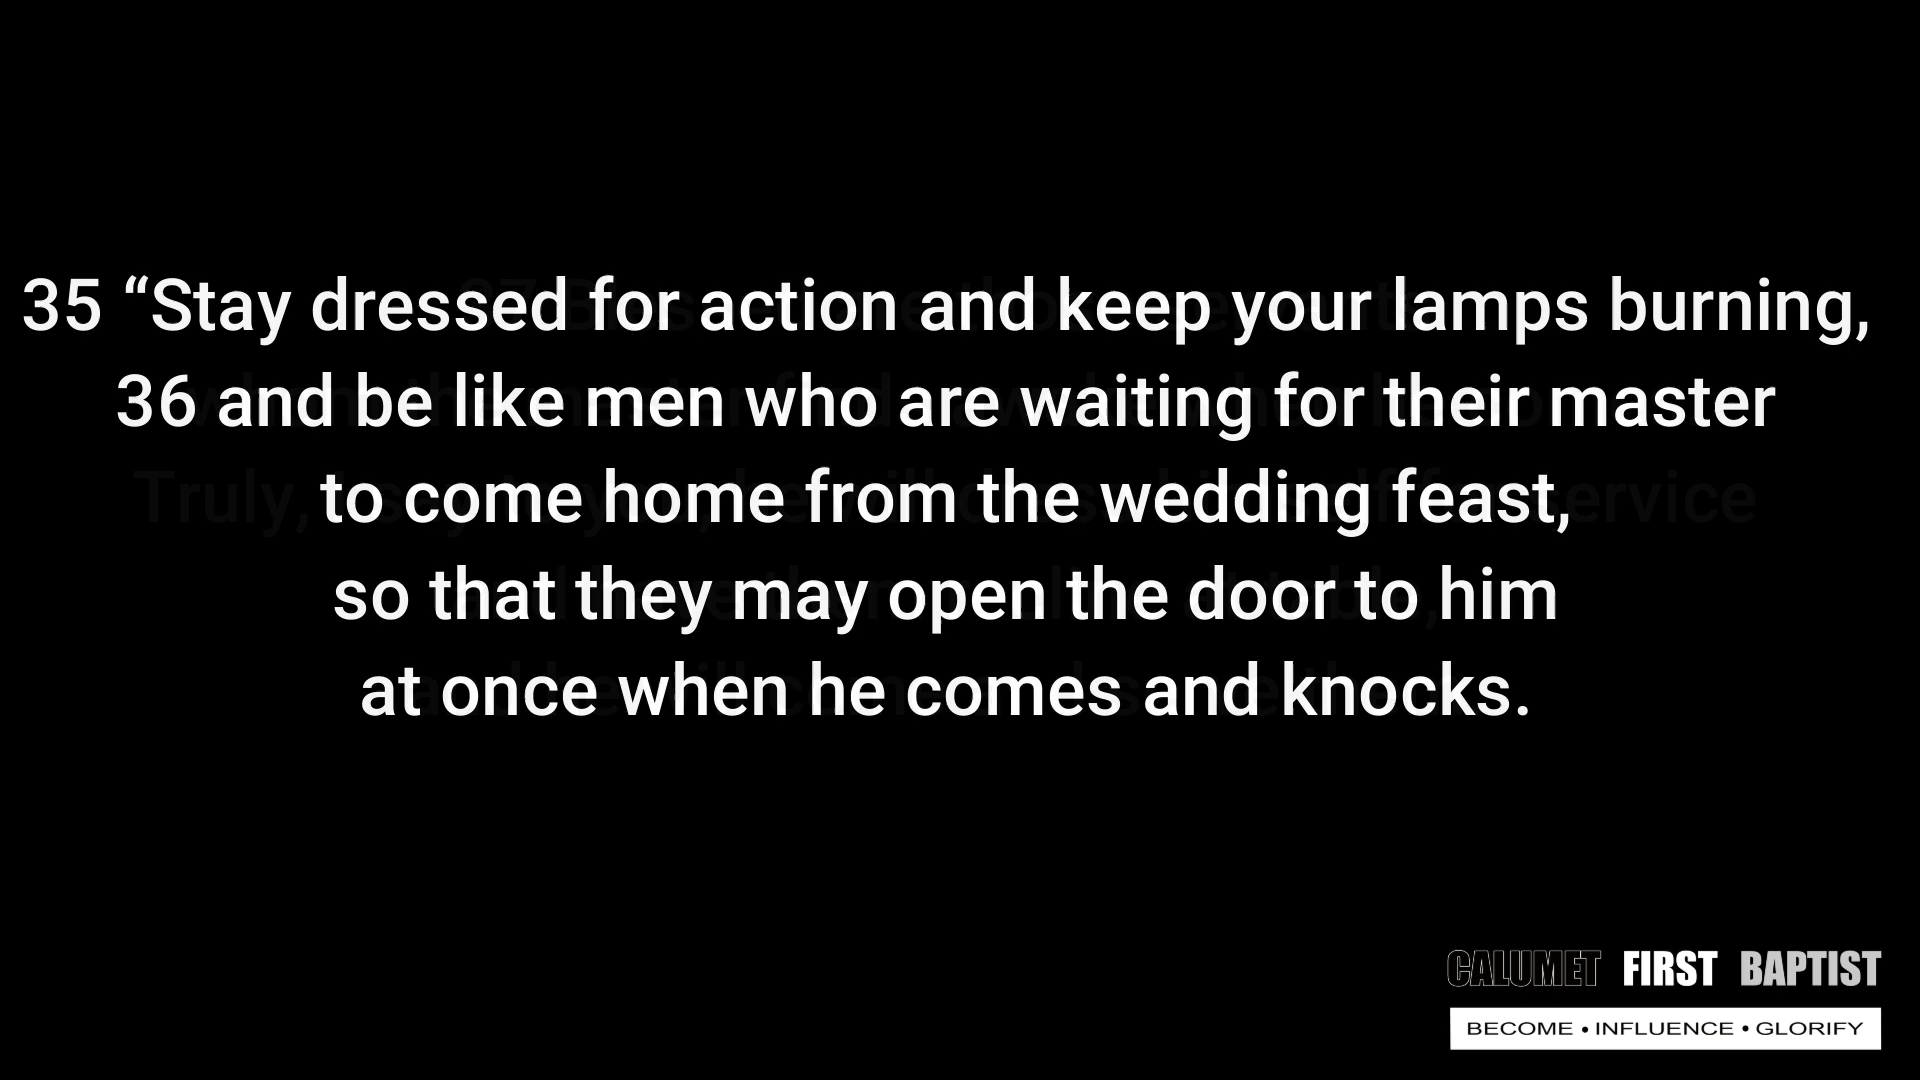 35 “Stay dressed for action and keep your lamps burning,
36 and be like men who are waiting for their master
to come home from the wedding feast,
so that they may open the door to him
at once when he comes and knocks.
Truly,
CALUMET FIRST BAPTIST
BECOME • INFLUENCE • GLORIFY